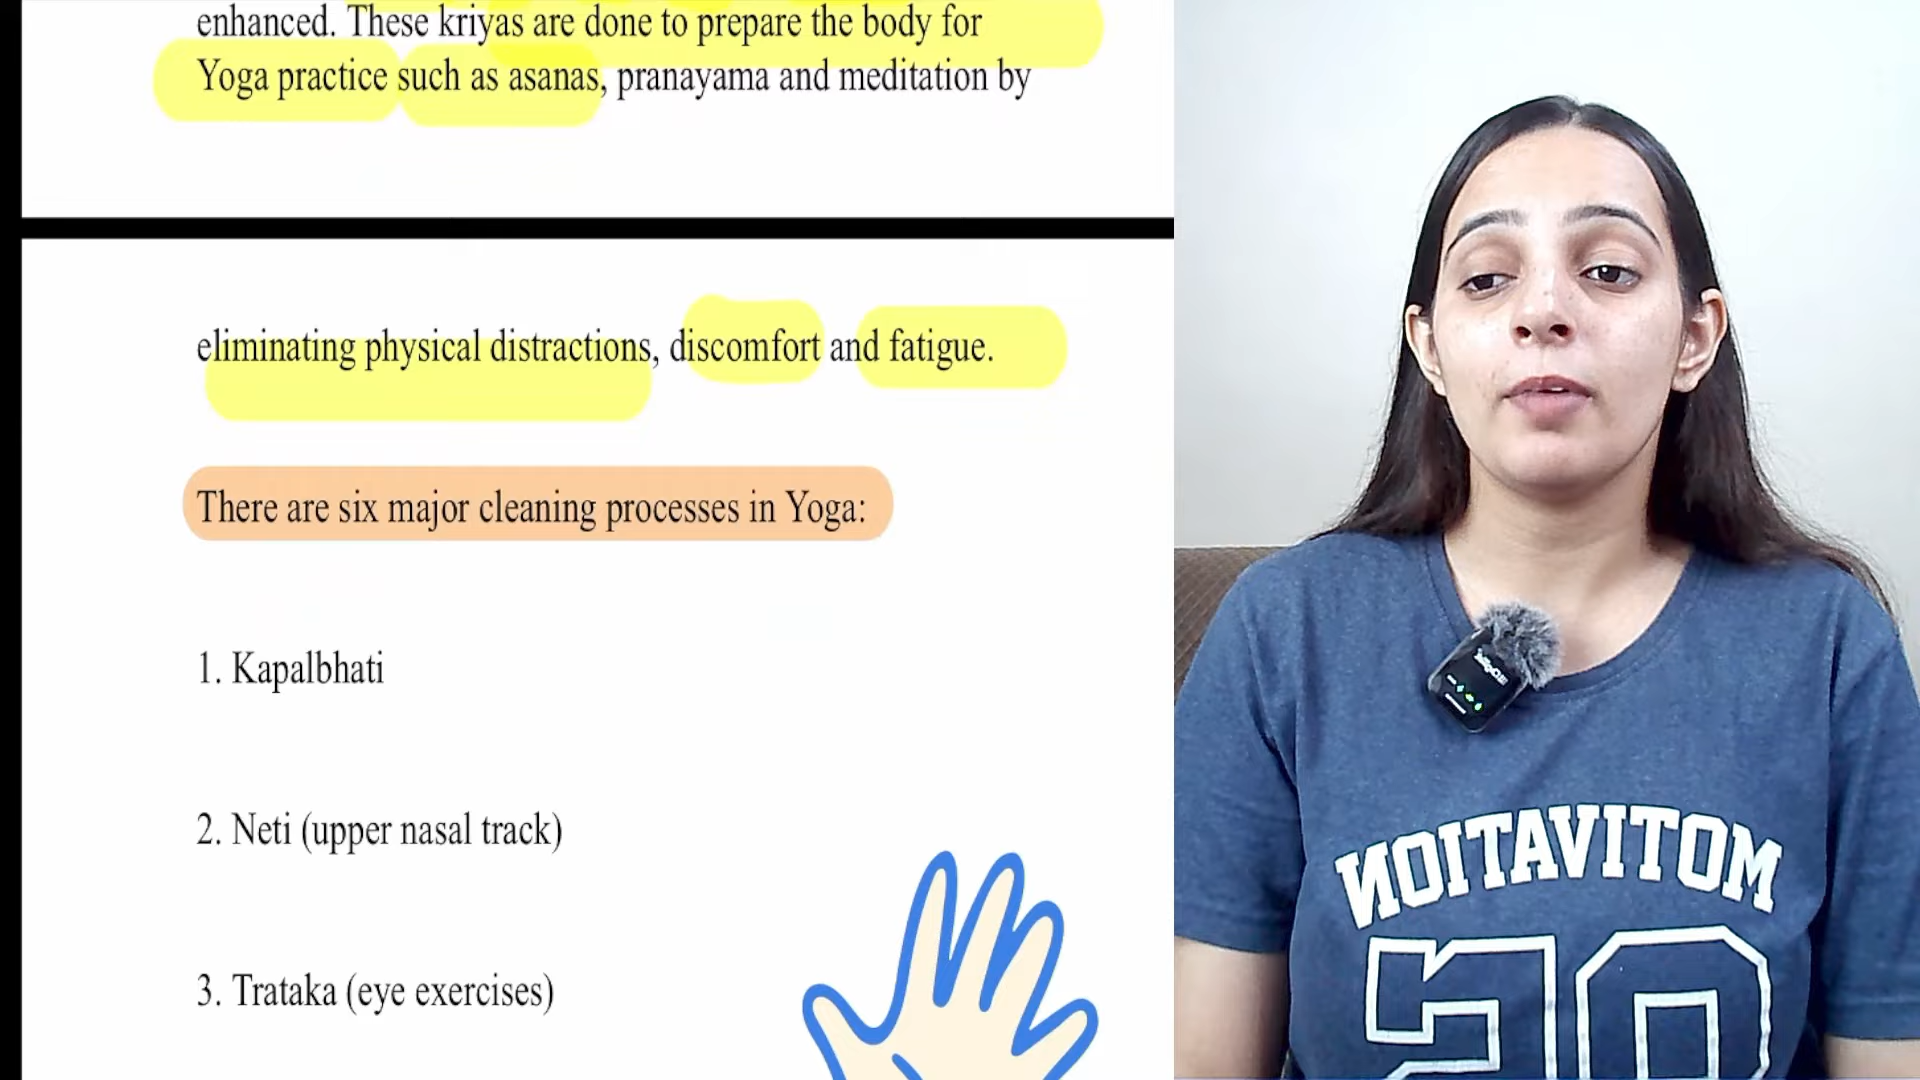 enhanced. These kriyas are done to prepare the body for
Yoga practice such as asanas, pranayama and meditation by
eliminating physical distractions, discomfort and fatigue.
There are six major cleaning processes in Yoga:
1. Kapalbhati
2. Neti (upper nasal track)
3. Trataka (eye exercises)
MOTIVATION